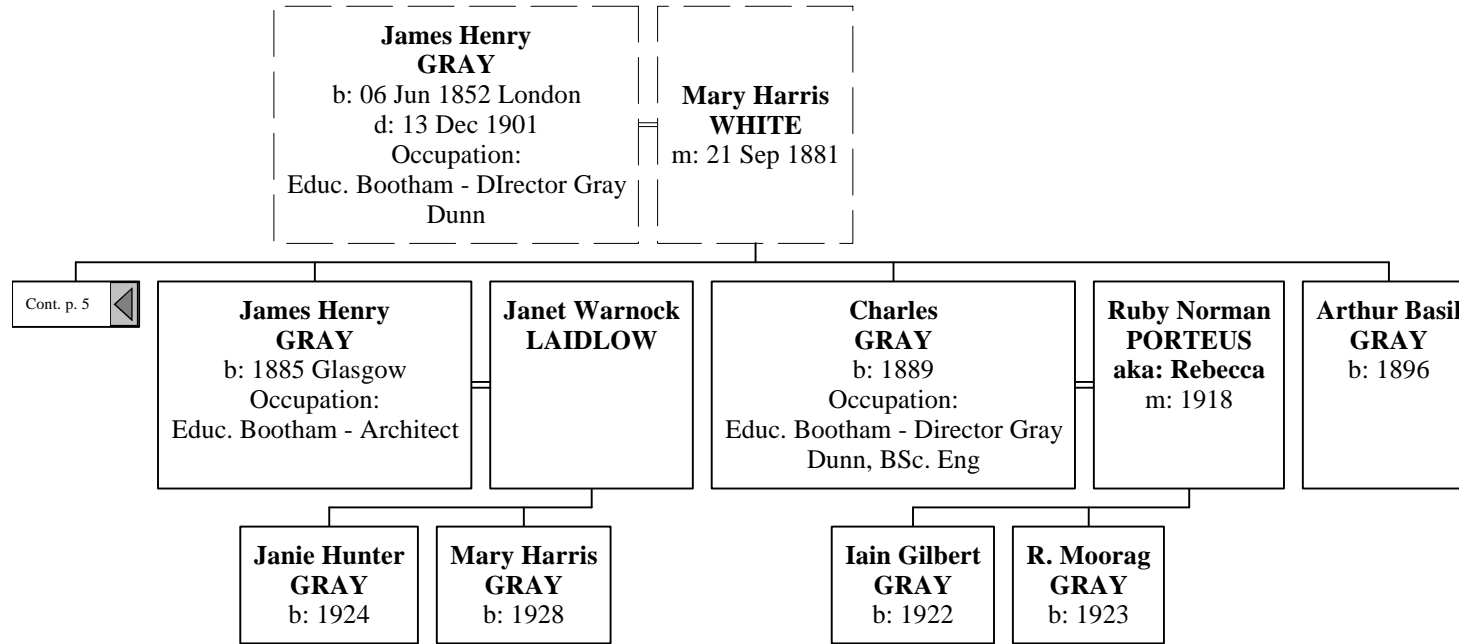 James Henry
GRAY
b: 06 Jun 1852 London
d: 13 Dec 1901
Occupation:
Educ. Bootham - DIrector Gray
Dunn
Mary Harris
WHITE
m: 21 Sep 1881
Cont. p. 5
James Henry
GRAY
b: 1885 Glasgow
Occupation:
Educ. Bootham - Architect
Janet Warnock
LAIDLOW
Charles
GRAY
b: 1889
Occupation:
Educ. Bootham - Director Gray
Dunn, BSc. Eng
Ruby Norman
PORTEUS
aka: Rebecca
m: 1918
Arthur Basil
GRAY
b: 1896
Janie Hunter
GRAY
b: 1924
Mary Harris
GRAY
b: 1928
Iain Gilbert
GRAY
b: 1922
R. Moorag
GRAY
b: 1923